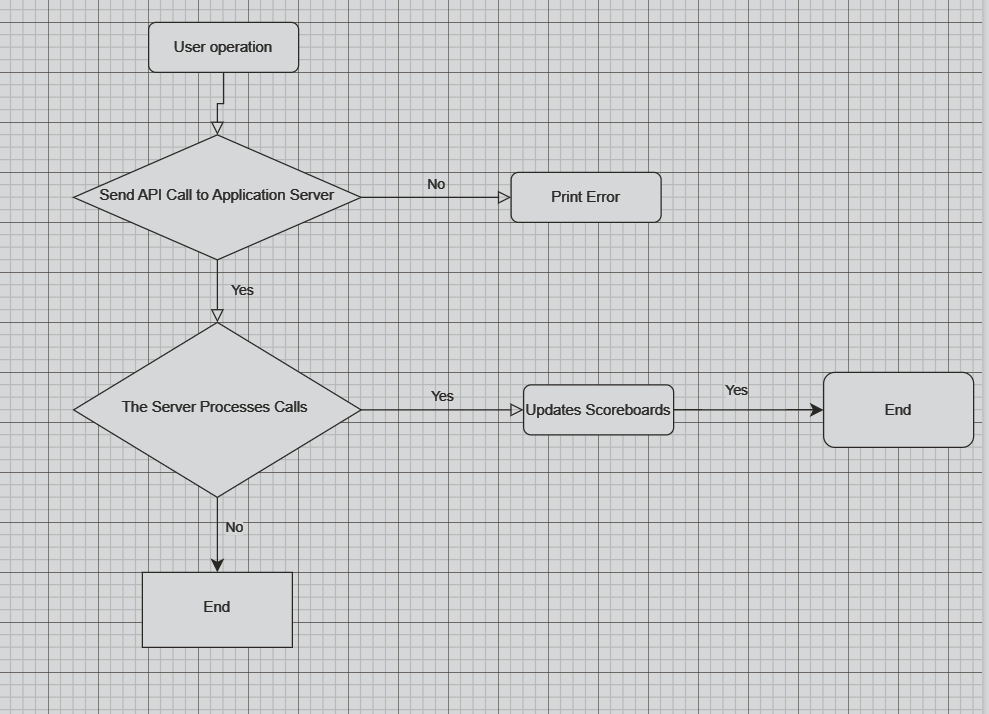 User operation
Send API Call to Application Server
No
Print Error
Yes
The Server Processes Calls
Yes
Updates Scoreboards
Yes
End
No
End